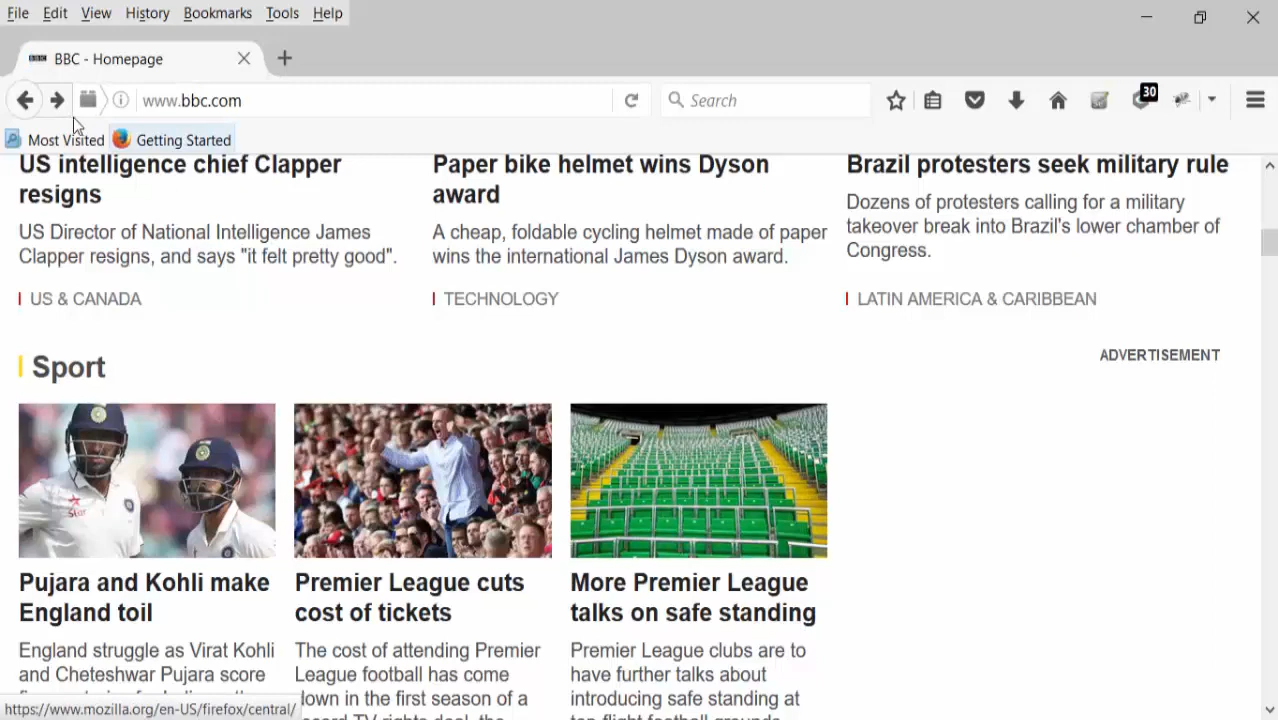 File Edit View History Bookmarks Tools Help
BBC BBC - Homepage
www.bbc.com Search 30
Most Visited Getting Started
US intelligence chief Clapper
resigns
US Director of National Intelligence James
Clapper resigns, and says "it felt pretty good".
US & CANADA
Paper bike helmet wins Dyson
award
A cheap, foldable cycling helmet made of paper
wins the international James Dyson award.
TECHNOLOGY
Brazil protesters seek military rule
Dozens of protesters calling for a military
takeover break into Brazil's lower chamber of
Congress.
LATIN AMERICA & CARIBBEAN
Sport
ADVERTISEMENT
Pujara and Kohli make
England toil
England struggle as Virat Kohli
and Cheteshwar Pujara score
Premier League cuts
cost of tickets
The cost of attending Premier
League football has come
down in the first season of a
More Premier League
talks on safe standing
Premier League clubs are to
have further talks about
introducing safe standing at
https://www.mozilla.org/en-US/firefox/central/